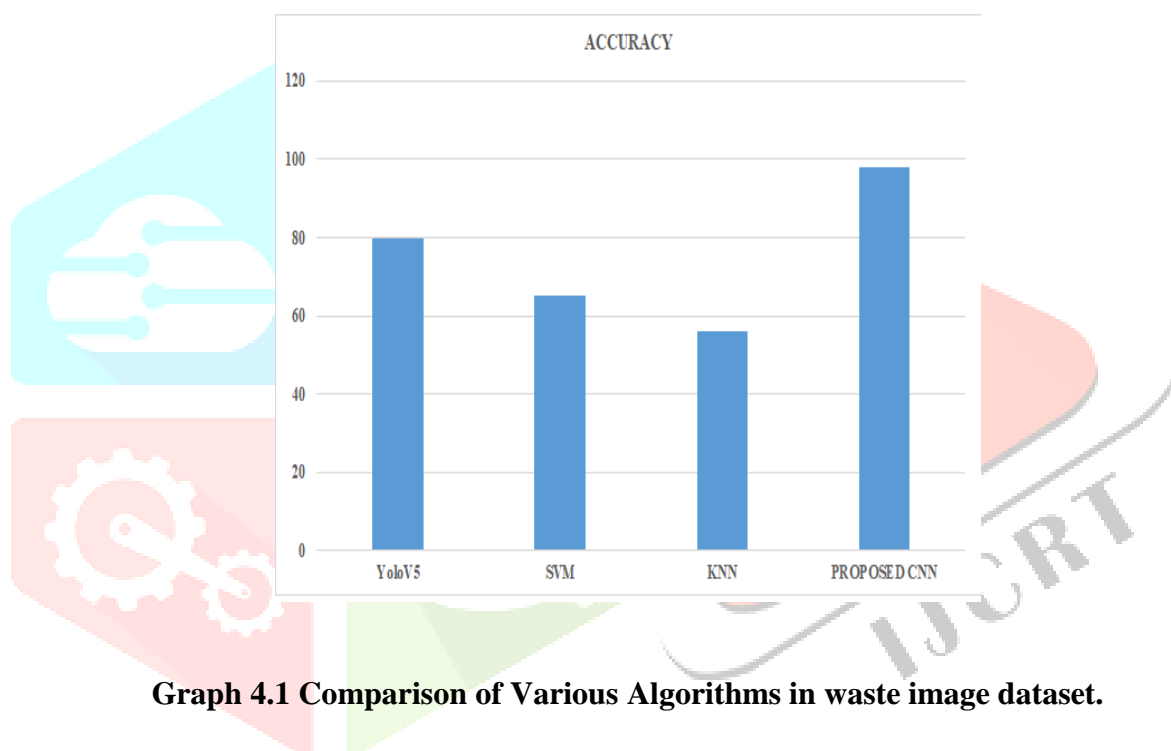 ACCURACY
120
100
80
60
40
20
0
YoloV5 SVM KNN PROPOSED CNN
IJCRT
Graph 4.1 Comparison of Various Algorithms in waste image dataset.